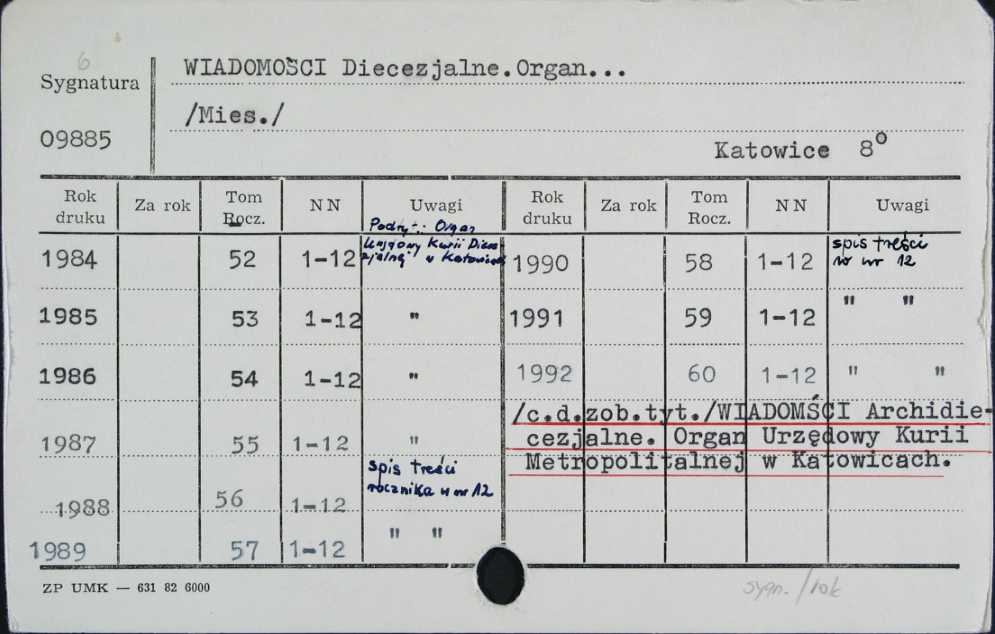 6
WIADOMOŚCI Diecezjalne.Organ...
Sygnatura
/Mies./
09885
Katowice 8°
Rok druku Za rok Tom Rocz. NN Uwagi Rok druku Za rok Tom Rocz. NN Uwagi
Podtyt.: Organ
Urzędowy Kurii Diece
zjalnej w Katowicach
spis treści
w nr 12
1984 52 1-12 1990 58 1-12
1985 53 1-12 " 1991 59 1-12 " "
1986 54 1-12 " 1992 60 1-12 " "
/c.d.zob.tyt./WIADOMŚCI Archidie-
cezjalne. Organ Urzędowy Kurii
Metropolitalnej w Katowicach.
1987 55 1-12 "
spis treści
rocznika w nr 12
1988 56 1-12
1989 57 1-12 " "
ZP UMK — 631 82 6000
sygn./rok